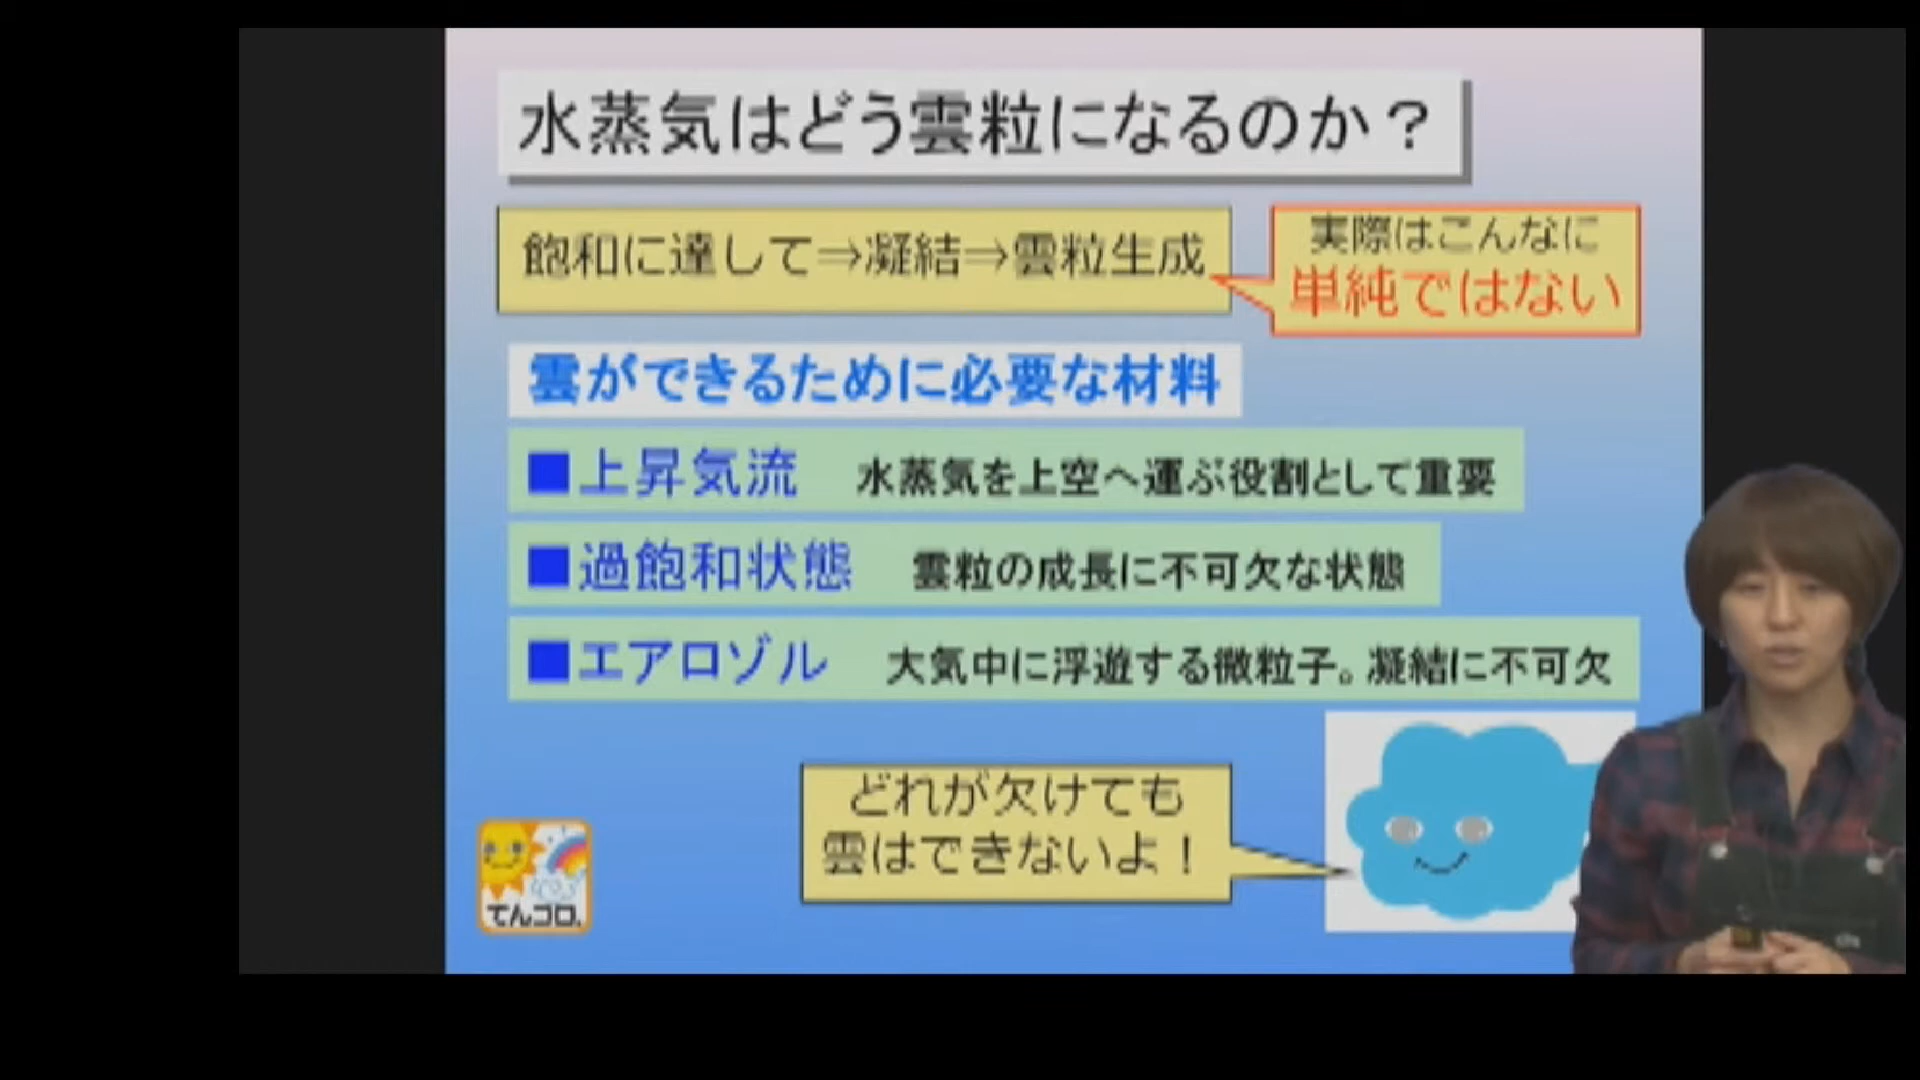 水蒸気はどう雲粒になるのか？
飽和に達して⇒凝結⇒雲粒生成
実際はこんなに
単純ではない
雲ができるために必要な材料
■上昇気流 水蒸気を上空へ運ぶ役割として重要
■過飽和状態 雲粒の成長に不可欠な状態
■エアロゾル 大気中に浮遊する微粒子。凝結に不可欠
どれが欠けても
雲はできないよ！
てんコロ.